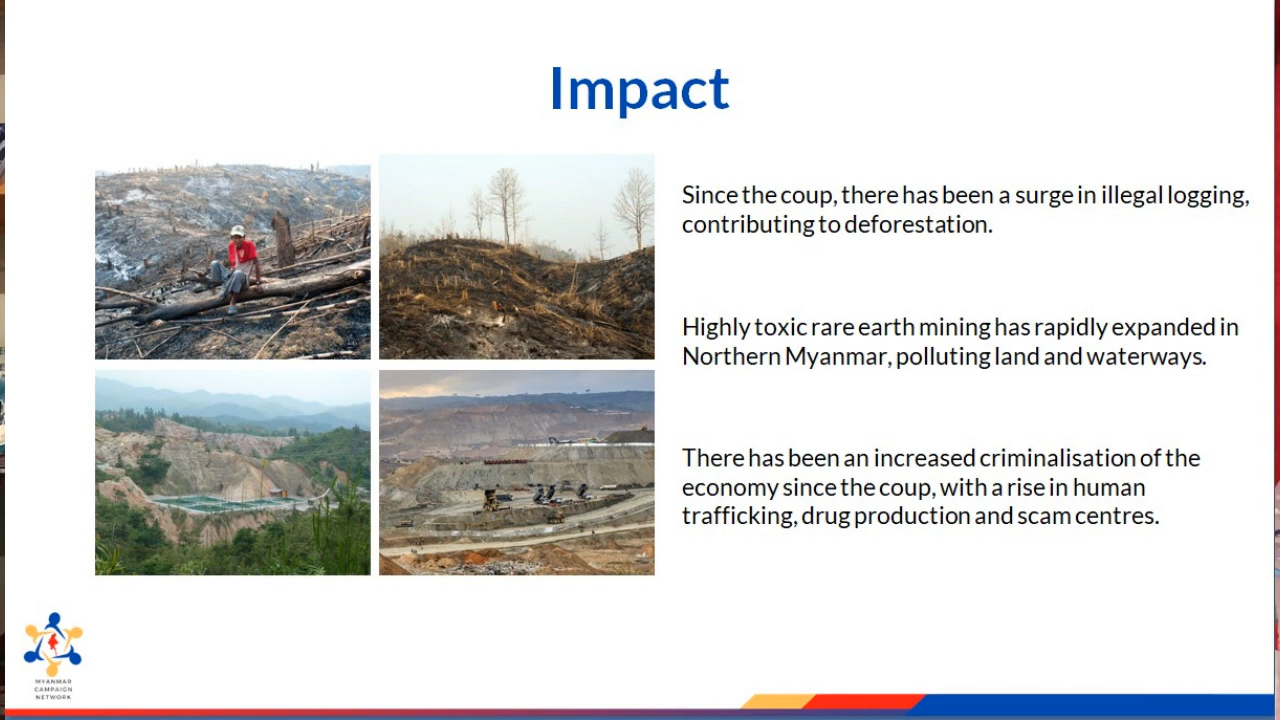 Impact
Since the coup, there has been a surge in illegal logging,
contributing to deforestation.
Highly toxic rare earth mining has rapidly expanded in
Northern Myanmar, polluting land and waterways.
There has been an increased criminalisation of the
economy since the coup, with a rise in human
trafficking, drug production and scam centres.
MYANMAR
CAMPAIGN
NETWORK